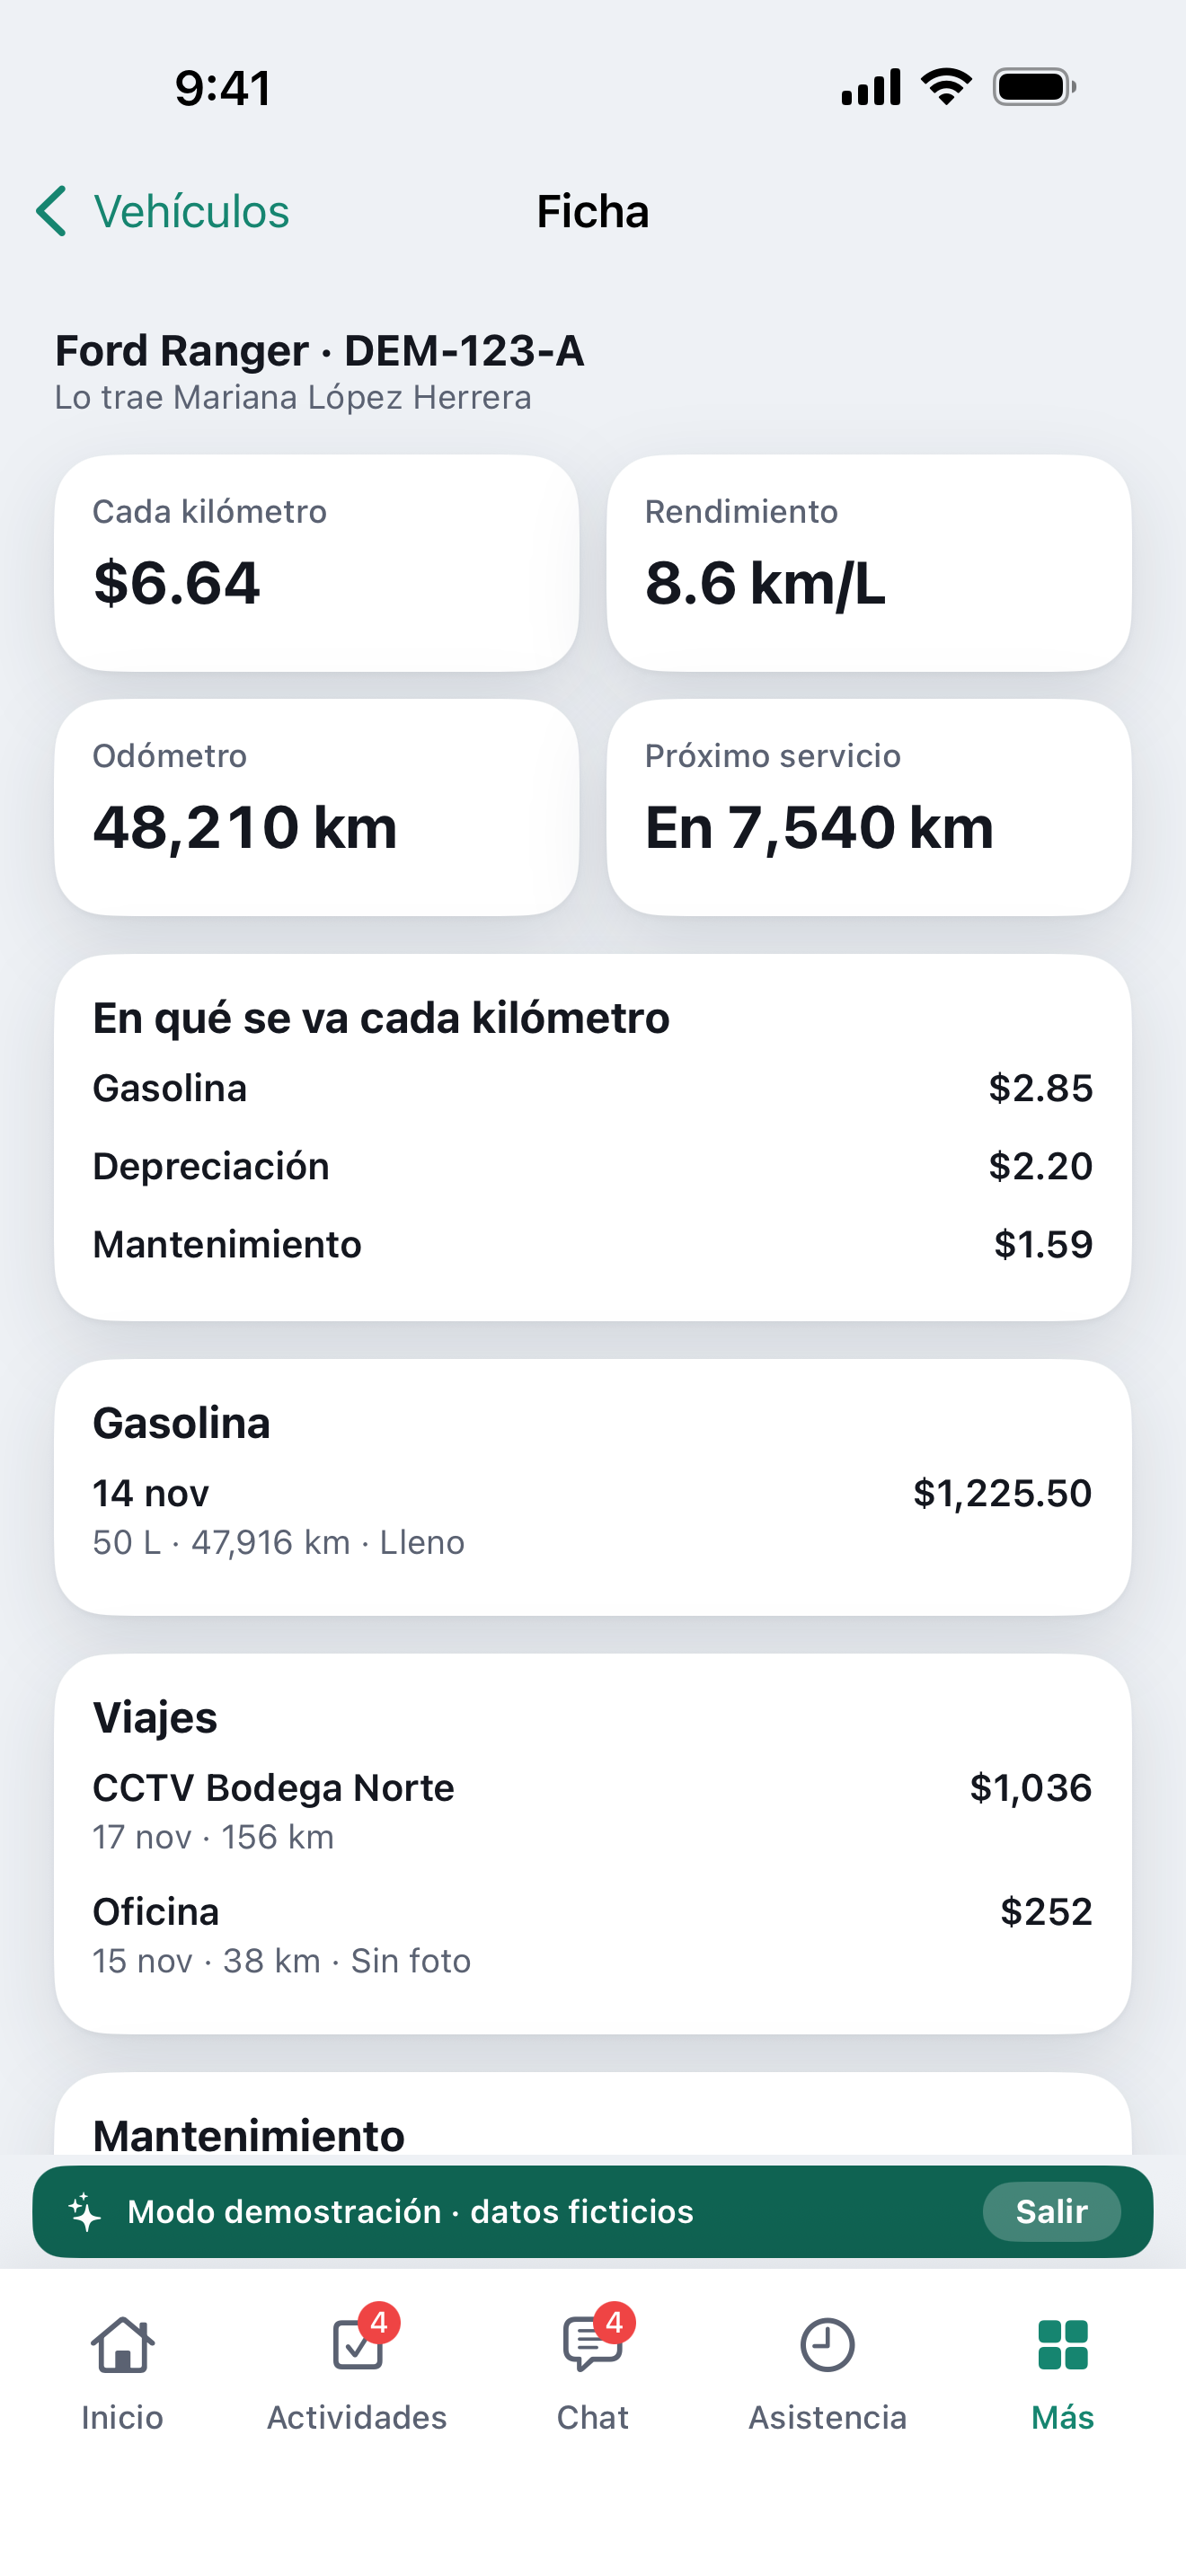 9:41
Vehículos
Ficha
Ford Ranger · DEM-123-A
Lo trae Mariana López Herrera
Cada kilómetro
$6.64
Rendimiento
8.6 km/L
Odómetro
48,210 km
Próximo servicio
En 7,540 km
En qué se va cada kilómetro
Gasolina $2.85
Depreciación $2.20
Mantenimiento $1.59
Gasolina
14 nov $1,225.50
50 L · 47,916 km · Lleno
Viajes
CCTV Bodega Norte $1,036
17 nov · 156 km
Oficina $252
15 nov · 38 km · Sin foto
Mantenimiento
Modo demostración · datos ficticios Salir
4
4
Inicio Actividades Chat Asistencia Más